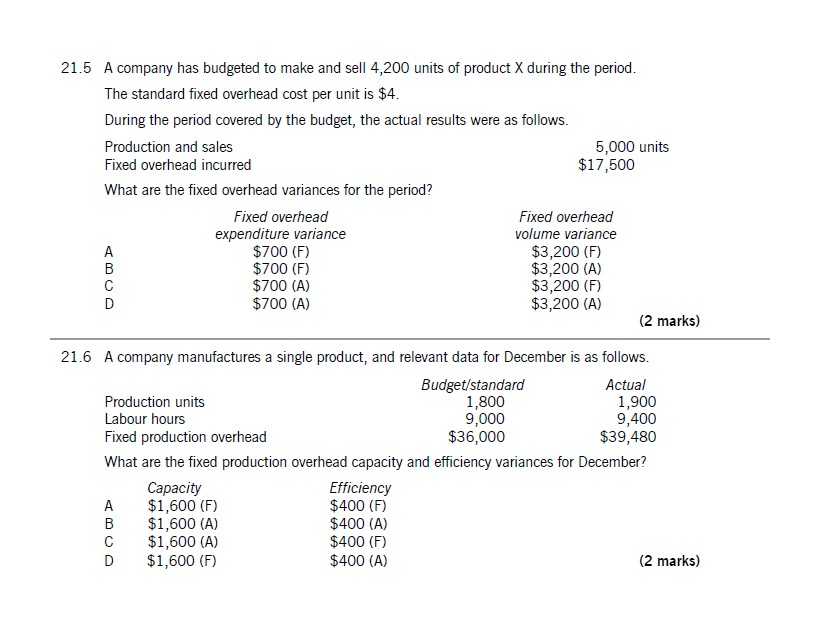 21.5 A company has budgeted to make and sell 4,200 units of product X during the period.
The standard fixed overhead cost per unit is $4.
During the period covered by the budget, the actual results were as follows.
Production and sales 5,000 units
Fixed overhead incurred $17,500
What are the fixed overhead variances for the period?
Fixed overhead Fixed overhead
expenditure variance volume variance
A $700 (F) $3,200 (F)
B $700 (F) $3,200 (A)
C $700 (A) $3,200 (F)
D $700 (A) $3,200 (A)
(2 marks)
21.6 A company manufactures a single product, and relevant data for December is as follows.
Budget/standard Actual
Production units 1,800 1,900
Labour hours 9,000 9,400
Fixed production overhead $36,000 $39,480
What are the fixed production overhead capacity and efficiency variances for December?
Capacity Efficiency
A $1,600 (F) $400 (F)
B $1,600 (A) $400 (A)
C $1,600 (A) $400 (F)
D $1,600 (F) $400 (A)
(2 marks)